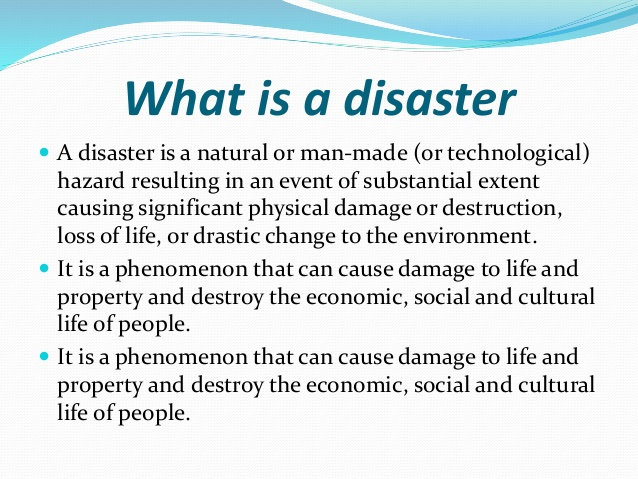 What is a disaster
• A disaster is a natural or man-made (or technological)
hazard resulting in an event of substantial extent
causing significant physical damage or destruction,
loss of life, or drastic change to the environment.
• It is a phenomenon that can cause damage to life and
property and destroy the economic, social and cultural
life of people.
• It is a phenomenon that can cause damage to life and
property and destroy the economic, social and cultural
life of people.